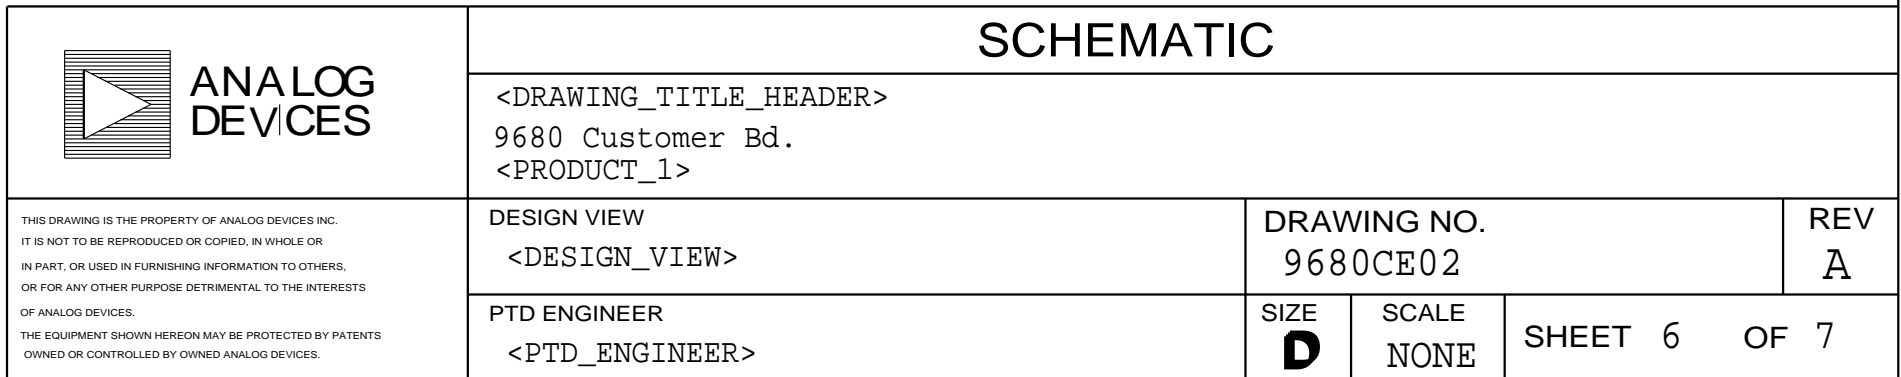 ANALOG
DEVICES
SCHEMATIC
<DRAWING_TITLE_HEADER>
9680 Customer Bd.
<PRODUCT_1>
THIS DRAWING IS THE PROPERTY OF ANALOG DEVICES INC.
IT IS NOT TO BE REPRODUCED OR COPIED, IN WHOLE OR
IN PART, OR USED IN FURNISHING INFORMATION TO OTHERS,
OR FOR ANY OTHER PURPOSE DETRIMENTAL TO THE INTERESTS
OF ANALOG DEVICES.
THE EQUIPMENT SHOWN HEREON MAY BE PROTECTED BY PATENTS
OWNED OR CONTROLLED BY OWNED ANALOG DEVICES.
DESIGN VIEW
<DESIGN_VIEW>
DRAWING NO.
9680CE02
REV
A
PTD ENGINEER
<PTD_ENGINEER>
SIZE
D
SCALE
NONE
SHEET 6 OF 7